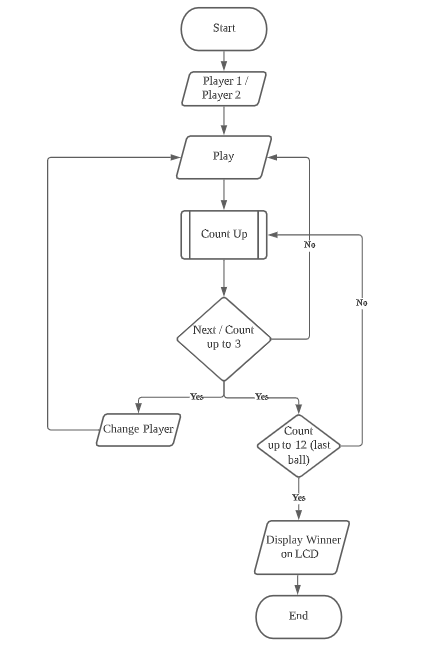 Start
Player 1 /
Player 2
Play
Count Up
No
No
Next / Count
up to 3
Yes
Yes
Change Player
Count
up to 12 (last
ball)
Yes
Display Winner
on LCD
End